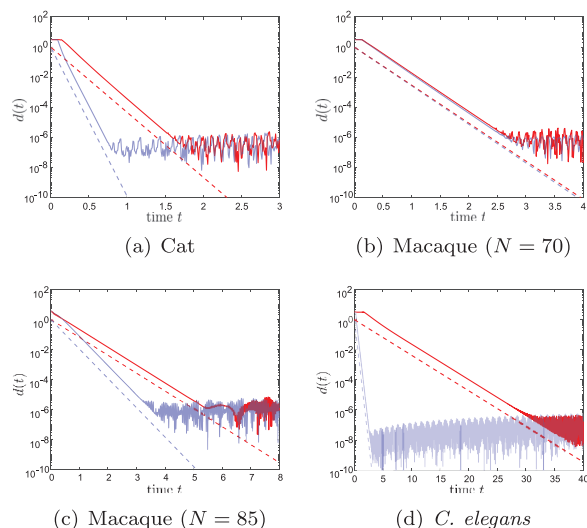 10^2
10^0
10^-2
10^-4
10^-6
10^-8
10^-10
d(t)
0 0.5 1 1.5 2 2.5 3
time t
(a) Cat
10^2
10^0
10^-2
10^-4
10^-6
10^-8
10^-10
d(t)
0 0.5 1 1.5 2 2.5 3 3.5 4
time t
(b) Macaque (N = 70)
10^2
10^0
10^-2
10^-4
10^-6
10^-8
10^-10
d(t)
0 1 2 3 4 5 6 7 8
time t
(c) Macaque (N = 85)
10^2
10^0
10^-2
10^-4
10^-6
10^-8
10^-10
d(t)
0 5 10 15 20 25 30 35 40
time t
(d) C. elegans